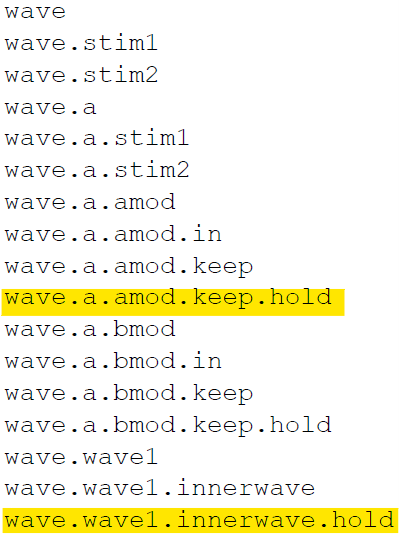 wave
wave.stim1
wave.stim2
wave.a
wave.a.stim1
wave.a.stim2
wave.a.amod
wave.a.amod.in
wave.a.amod.keep
wave.a.amod.keep.hold
wave.a.bmod
wave.a.bmod.in
wave.a.bmod.keep
wave.a.bmod.keep.hold
wave.wave1
wave.wave1.innerwave
wave.wave1.innerwave.hold